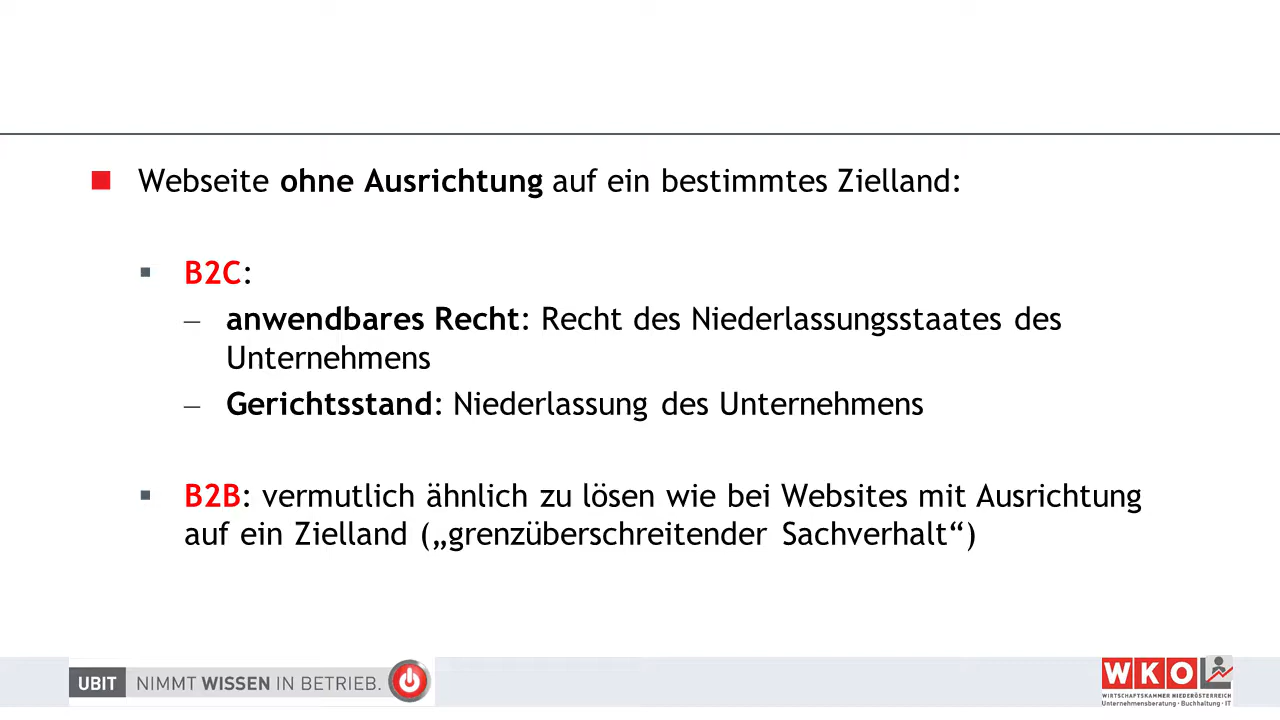 Webseite ohne Ausrichtung auf ein bestimmtes Zielland:
B2C:
– anwendbares Recht: Recht des Niederlassungsstaates des
Unternehmens
– Gerichtsstand: Niederlassung des Unternehmens
B2B: vermutlich ähnlich zu lösen wie bei Websites mit Ausrichtung
auf ein Zielland („grenzüberschreitender Sachverhalt“)
UBIT NIMMT WISSEN IN BETRIEB.
WKO
WIRTSCHAFTSKAMMER NIEDERÖSTERREICH
Unternehmensberatung · Buchhaltung · IT